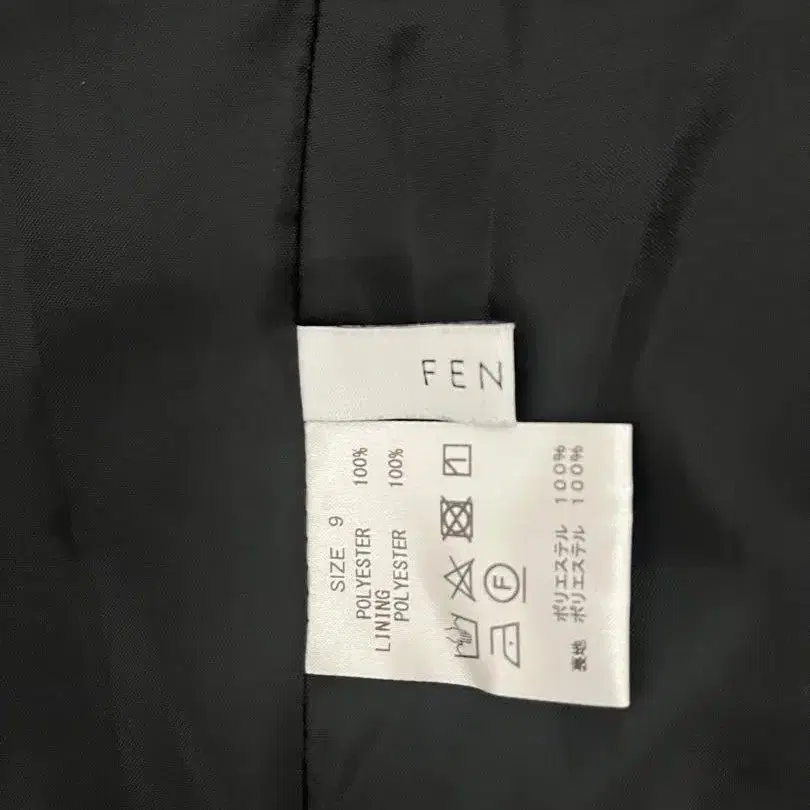 FEN
SIZE 9
POLYESTER 100%
LINING
POLYESTER 100%
F
ポリエステル 100%
裏地 ポリエステル 100%